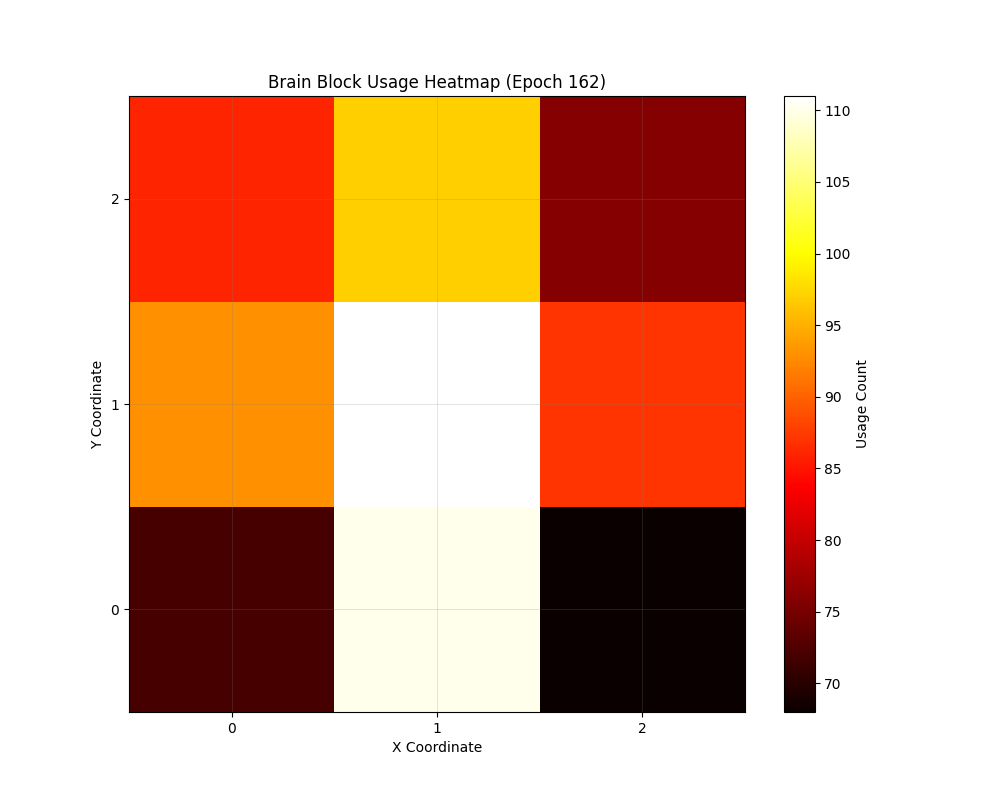 Brain Block Usage Heatmap (Epoch 162)
110
105
100
95
90
85
80
75
70
Usage Count
2
1
0
Y Coordinate
0 1 2
X Coordinate